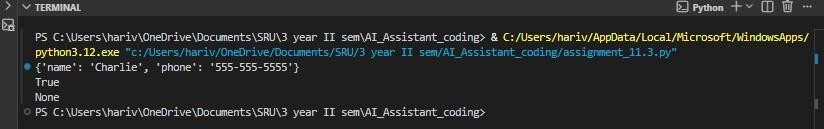 TERMINAL
Python
PS C:\Users\hariv\OneDrive\Documents\SRU\3 year II sem\AI_Assistant_coding> & C:/Users/hariv/AppData/Local/Microsoft/WindowsApps/
python3.12.exe "c:/Users/hariv/OneDrive/Documents/SRU/3 year II sem/AI_Assistant_coding/assignment_11.3.py"
{'name': 'Charlie', 'phone': '555-555-5555'}
True
None
PS C:\Users\hariv\OneDrive\Documents\SRU\3 year II sem\AI_Assistant_coding>